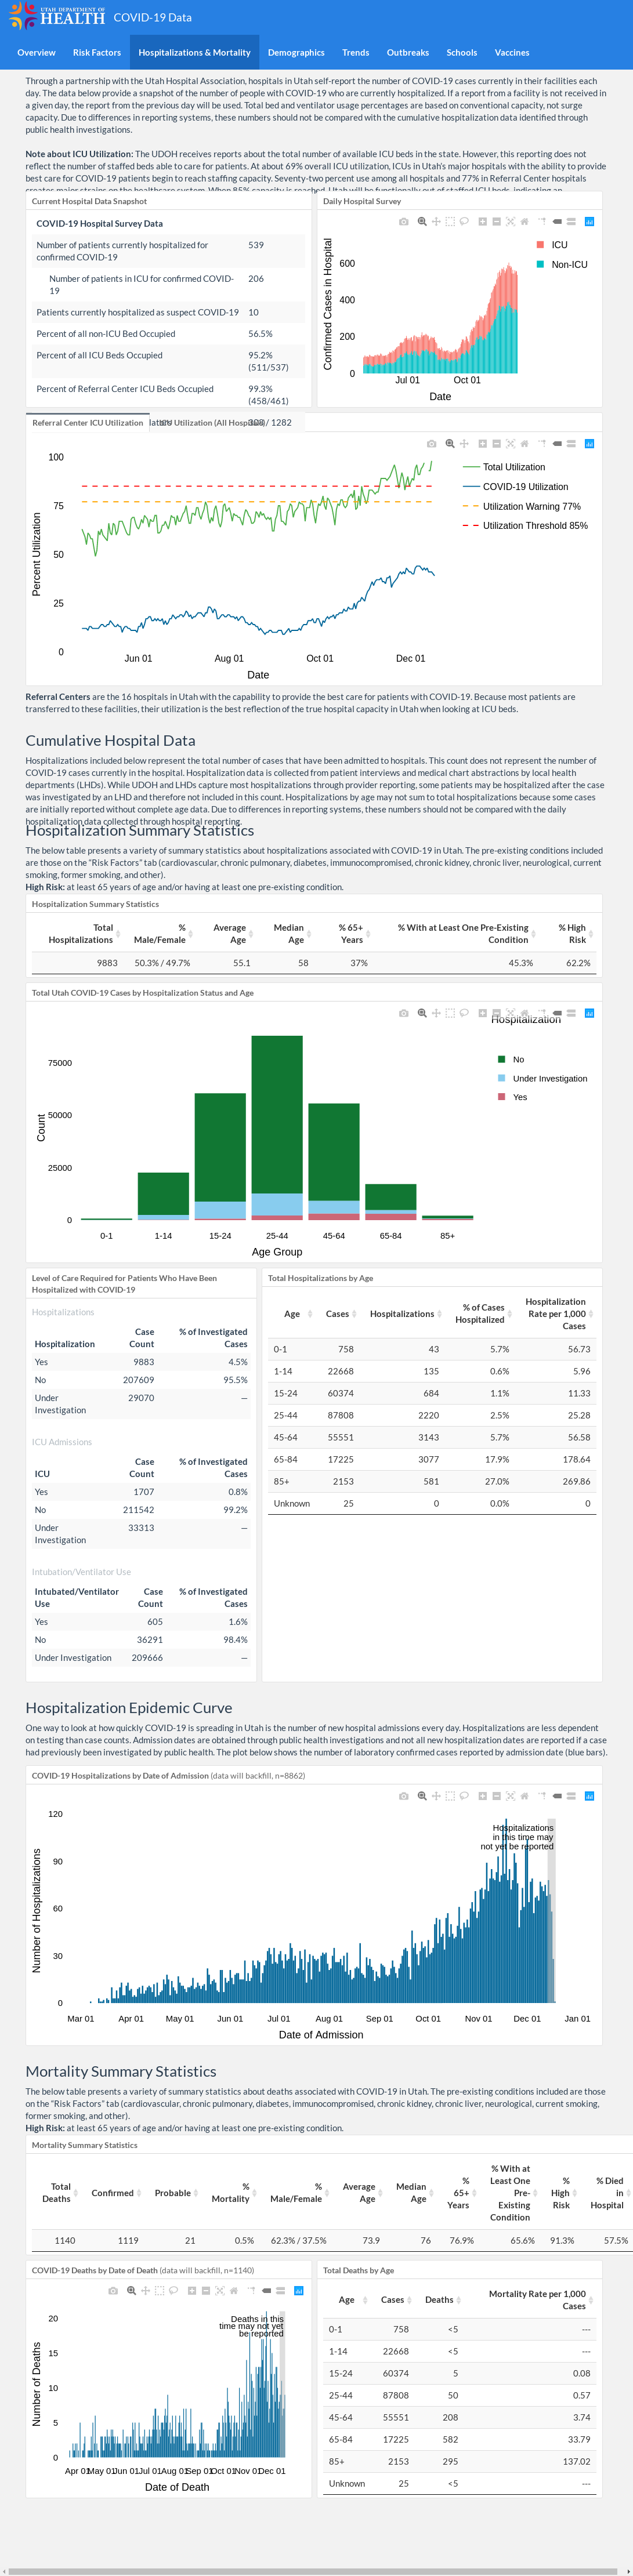 UTAH DEPARTMENT OF
HEALTH
COVID-19 Data
Overview
Risk Factors
Hospitalizations & Mortality
Demographics
Trends
Outbreaks
Schools
Vaccines
Through a partnership with the Utah Hospital Association, hospitals in Utah self-report the number of COVID-19 cases currently in their facilities each
day. The data below provide a snapshot of the number of people with COVID-19 who are currently hospitalized. If a report from a facility is not received in
a given day, the report from the previous day will be used. Total bed and ventilator usage percentages are based on conventional capacity, not surge
capacity. Due to differences in reporting systems, these numbers should not be compared with the cumulative hospitalization data identified through
public health investigations.
Note about ICU Utilization: The UDOH receives reports about the total number of available ICU beds in the state. However, this reporting does not
reflect the number of staffed beds able to care for patients. At about 69% overall ICU utilization, ICUs in Utah's major hospitals with the ability to provide
best care for COVID-19 patients begin to reach staffing capacity. Seventy-two percent use among all hospitals and 77% in Referral Center hospitals
creates major strains on the healthcare system. When 85% capacity is reached, Utah will be functionally out of staffed ICU beds, indicating an
Current Hospital Data Snapshot
COVID-19 Hospital Survey Data
Number of patients currently hospitalized for confirmed COVID-19 539
Number of patients in ICU for confirmed COVID-19 206
Patients currently hospitalized as suspect COVID-19 10
Percent of all non-ICU Bed Occupied 56.5%
Percent of all ICU Beds Occupied 95.2% (511/537)
Percent of Referral Center ICU Beds Occupied 99.3% (458/461)
/ 1282
Daily Hospital Survey
Confirmed Cases in Hospital
600
400
200
0
Jul 01 Oct 01
Date
ICU
Non-ICU
Referral Center ICU Utilization
ICU Utilization (All Hospitals)
Percent Utilization
100
75
50
25
0
Jun 01 Aug 01 Oct 01 Dec 01
Date
Total Utilization
COVID-19 Utilization
Utilization Warning 77%
Utilization Threshold 85%
Referral Centers are the 16 hospitals in Utah with the capability to provide the best care for patients with COVID-19. Because most patients are
transferred to these facilities, their utilization is the best reflection of the true hospital capacity in Utah when looking at ICU beds.
Cumulative Hospital Data
Hospitalizations included below represent the total number of cases that have been admitted to hospitals. This count does not represent the number of
COVID-19 cases currently in the hospital. Hospitalization data is collected from patient interviews and medical chart abstractions by local health
departments (LHDs). While UDOH and LHDs capture most hospitalizations through provider reporting, some patients may be hospitalized after the case
was investigated by an LHD and therefore not included in this count. Hospitalizations by age may not sum to total hospitalizations because some cases
are initially reported without complete age data. Due to differences in reporting systems, these numbers should not be compared with the daily
hospitalization data collected through hospital reporting.
Hospitalization Summary Statistics
The below table presents a variety of summary statistics about hospitalizations associated with COVID-19 in Utah. The pre-existing conditions included
are those on the "Risk Factors" tab (cardiovascular, chronic pulmonary, diabetes, immunocompromised, chronic kidney, chronic liver, neurological, current
smoking, former smoking, and other).
High Risk: at least 65 years of age and/or having at least one pre-existing condition.
Hospitalization Summary Statistics
Total Hospitalizations % Male/Female Average Age Median Age % 65+ Years % With at Least One Pre-Existing Condition % High Risk
9883 50.3% / 49.7% 55.1 58 37% 45.3% 62.2%
Total Utah COVID-19 Cases by Hospitalization Status and Age
Hospitalization
No
Under Investigation
Yes
Count
75000
50000
25000
0
0-1 1-14 15-24 25-44 45-64 65-84 85+
Age Group
Level of Care Required for Patients Who Have Been
Hospitalized with COVID-19
Hospitalizations
Hospitalization Case Count % of Investigated Cases
Yes 9883 4.5%
No 207609 95.5%
Under Investigation 29070 —
ICU Admissions
ICU Case Count % of Investigated Cases
Yes 1707 0.8%
No 211542 99.2%
Under Investigation 33313 —
Intubation/Ventilator Use
Intubated/Ventilator Use Case Count % of Investigated Cases
Yes 605 1.6%
No 36291 98.4%
Under Investigation 209666 —
Total Hospitalizations by Age
Age Cases Hospitalizations % of Cases Hospitalized Hospitalization Rate per 1,000 Cases
0-1 758 43 5.7% 56.73
1-14 22668 135 0.6% 5.96
15-24 60374 684 1.1% 11.33
25-44 87808 2220 2.5% 25.28
45-64 55551 3143 5.7% 56.58
65-84 17225 3077 17.9% 178.64
85+ 2153 581 27.0% 269.86
Unknown 25 0 0.0% 0
Hospitalization Epidemic Curve
One way to look at how quickly COVID-19 is spreading in Utah is the number of new hospital admissions every day. Hospitalizations are less dependent
on testing than case counts. Admission dates are obtained through public health investigations and not all new hospitalization dates are reported if a case
had previously been investigated by public health. The plot below shows the number of laboratory confirmed cases reported by admission date (blue bars).
COVID-19 Hospitalizations by Date of Admission (data will backfill, n=8862)
Number of Hospitalizations
120
90
60
30
0
Hospitalizations
in this time may
not yet be reported
Mar 01 Apr 01 May 01 Jun 01 Jul 01 Aug 01 Sep 01 Oct 01 Nov 01 Dec 01 Jan 01
Date of Admission
Mortality Summary Statistics
The below table presents a variety of summary statistics about deaths associated with COVID-19 in Utah. The pre-existing conditions included are those
on the "Risk Factors" tab (cardiovascular, chronic pulmonary, diabetes, immunocompromised, chronic kidney, chronic liver, neurological, current smoking,
former smoking, and other).
High Risk: at least 65 years of age and/or having at least one pre-existing condition.
Mortality Summary Statistics
Total Deaths Confirmed Probable % Mortality % Male/Female Average Age Median Age % 65+ Years % With at Least One Pre-Existing Condition % High Risk % Died in Hospital
1140 1119 21 0.5% 62.3% / 37.5% 73.9 76 76.9% 65.6% 91.3% 57.5%
COVID-19 Deaths by Date of Death (data will backfill, n=1140)
Number of Deaths
20
15
10
5
0
Deaths in this
time may not yet
be reported
Apr 01 May 01 Jun 01 Jul 01 Aug 01 Sep 01 Oct 01 Nov 01 Dec 01
Date of Death
Total Deaths by Age
Age Cases Deaths Mortality Rate per 1,000 Cases
0-1 758 <5 ---
1-14 22668 <5 ---
15-24 60374 5 0.08
25-44 87808 50 0.57
45-64 55551 208 3.74
65-84 17225 582 33.79
85+ 2153 295 137.02
Unknown 25 <5 ---